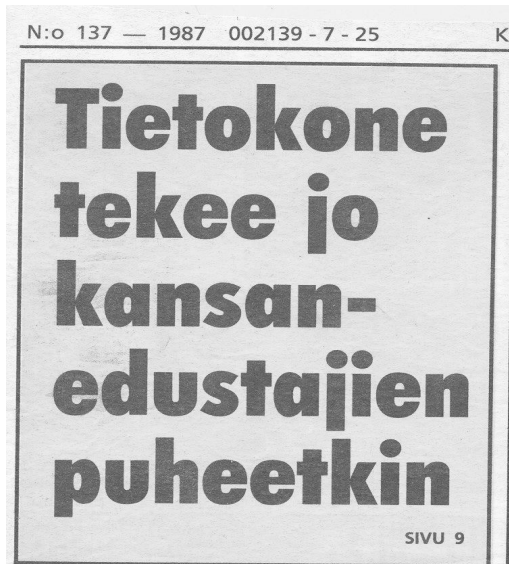 N:o 137 — 1987 002139 - 7 - 25 K
Tietokone
tekee jo
kansan-
edustajien
puheetkin
SIVU 9